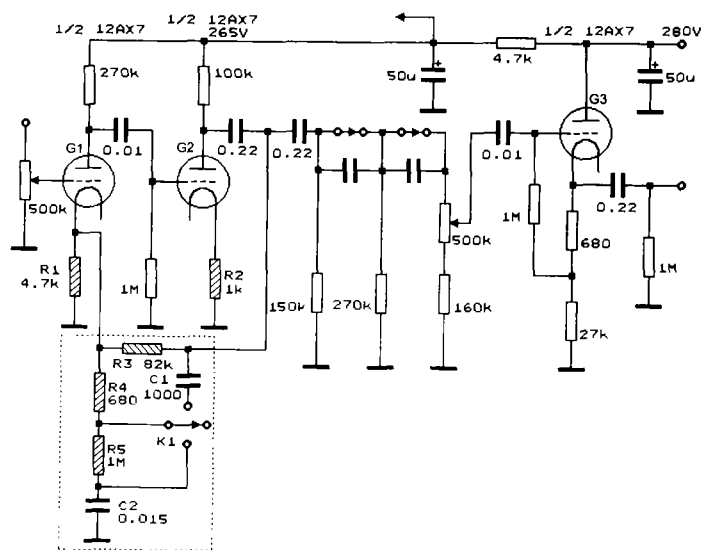 1/2 12AX7
1/2 12AX7
265V
1/2 12AX7
280V
270k
100k
4.7k
+
50u
+
50u
G3
G1
0.01
G2
0.22
0.22
0.01
500k
1M
0.22
500k
680
1M
R1
4.7k
1M
R2
1k
150k
270k
160k
27k
R3 82k
C1
1000
R4
680
K1
R5
1M
C2
0.015